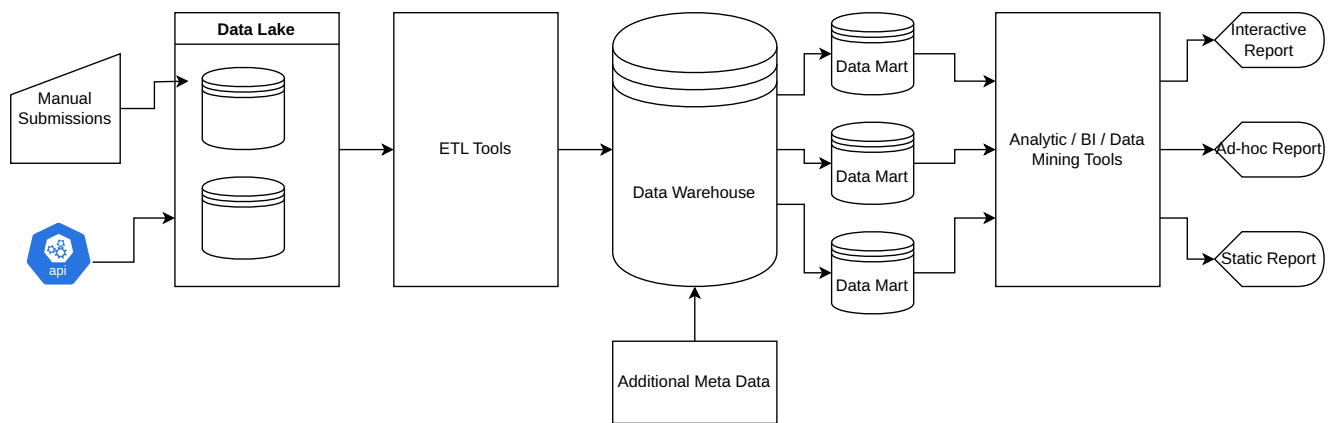 Data Lake
Manual
Submissions
api
ETL Tools
Data Warehouse
Additional Meta Data
Data Mart
Data Mart
Data Mart
Analytic / BI / Data
Mining Tools
Interactive
Report
Ad-hoc Report
Static Report